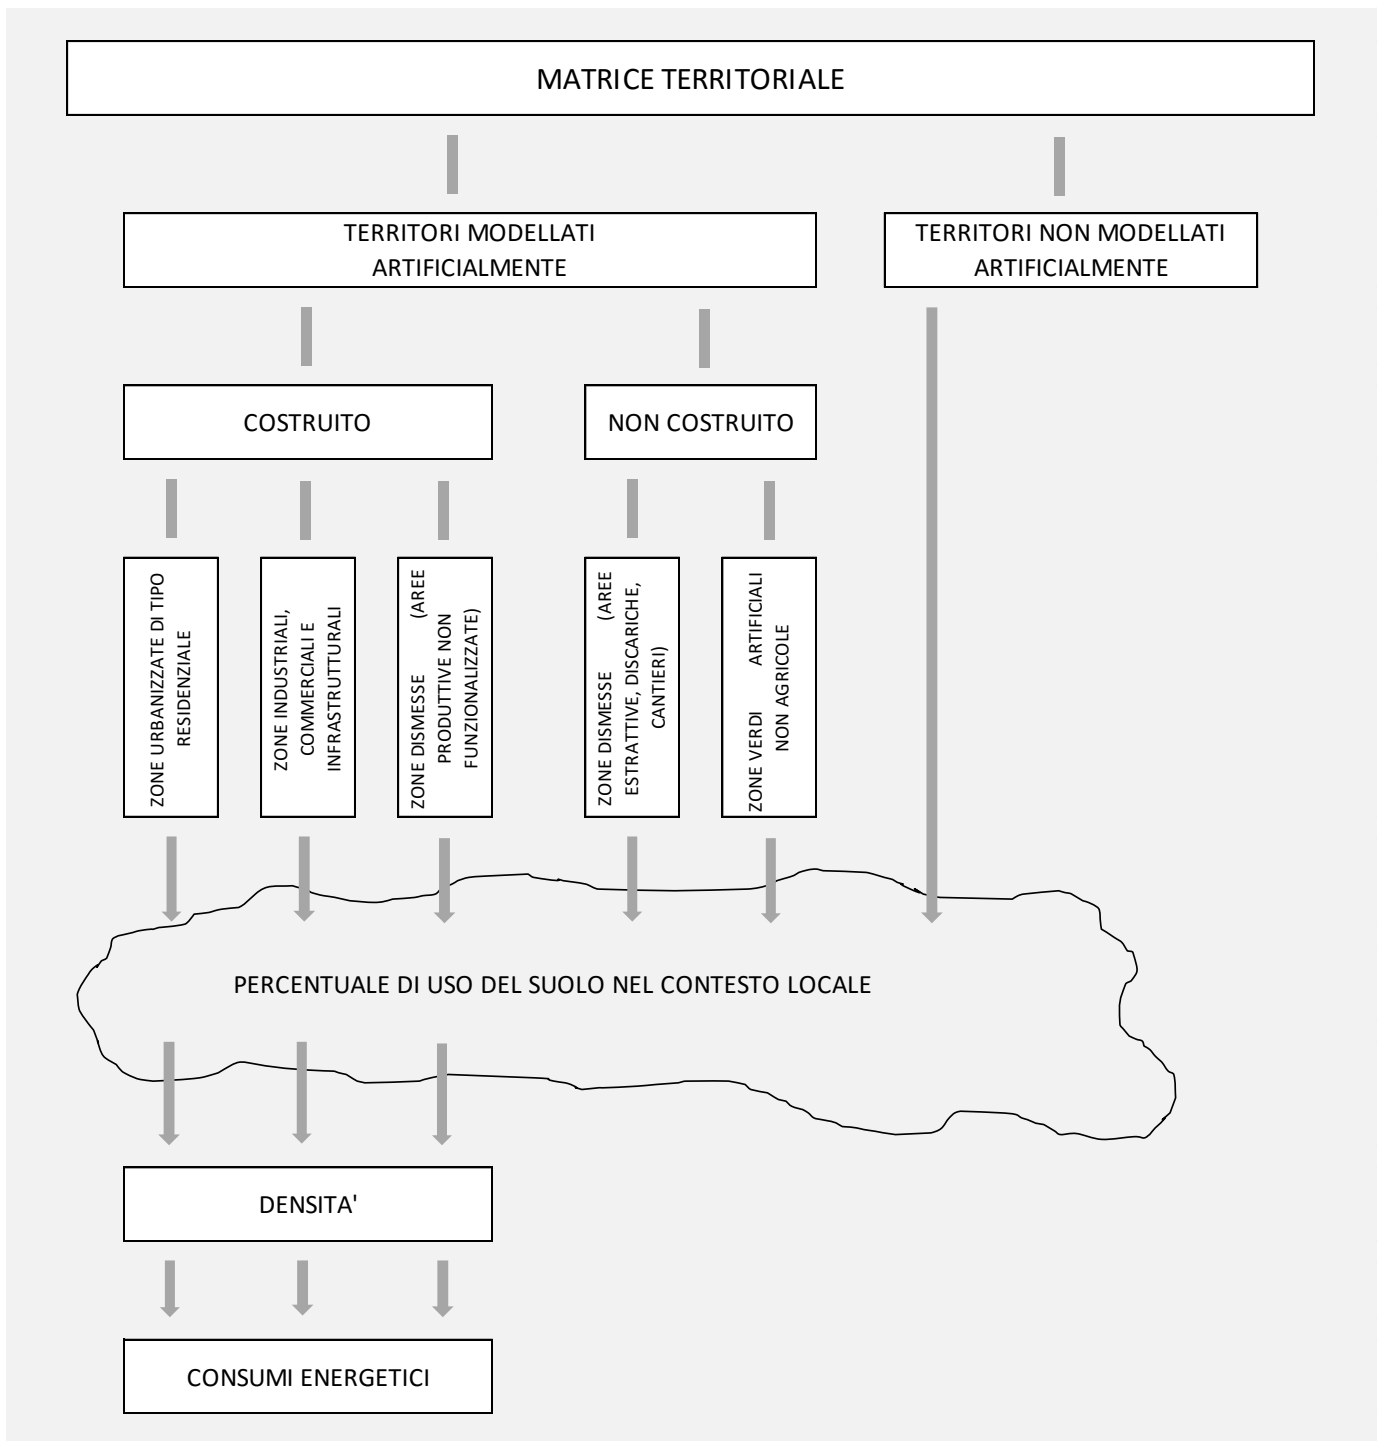 MATRICE TERRITORIALE
TERRITORI MODELLATI
ARTIFICIALMENTE
TERRITORI NON MODELLATI
ARTIFICIALMENTE
COSTRUITO
NON COSTRUITO
ZONE URBANIZZATE DI TIPO
RESIDENZIALE
ZONE INDUSTRIALI,
COMMERCIALI E
INFRASTRUTTURALI
ZONE DISMESSE (AREE
PRODUTTIVE NON
FUNZIONALIZZATE)
ZONE DISMESSE (AREE
ESTRATTIVE, DISCARICHE,
CANTIERI)
ZONE VERDI ARTIFICIALI
NON AGRICOLE
PERCENTUALE DI USO DEL SUOLO NEL CONTESTO LOCALE
DENSITA'
CONSUMI ENERGETICI